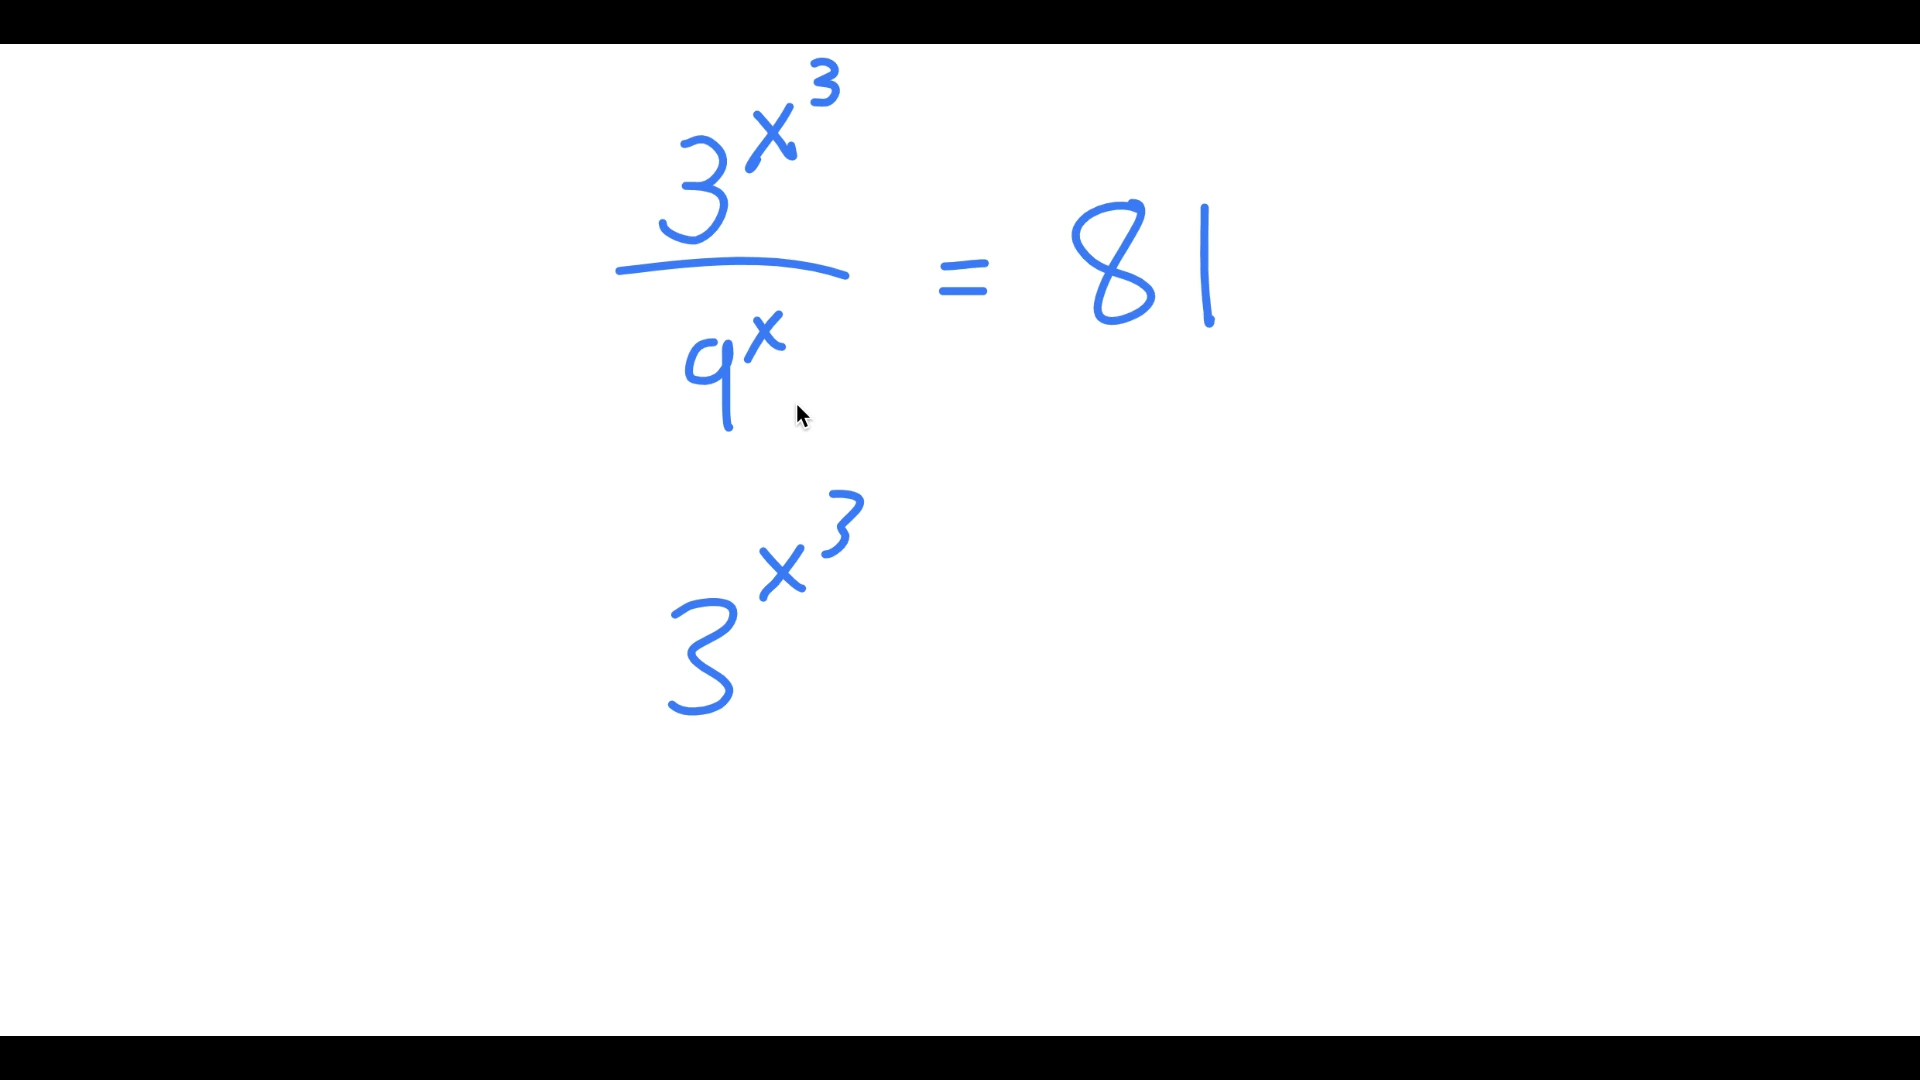 3^{x^3}
/ 9^x = 81
3^{x^3}